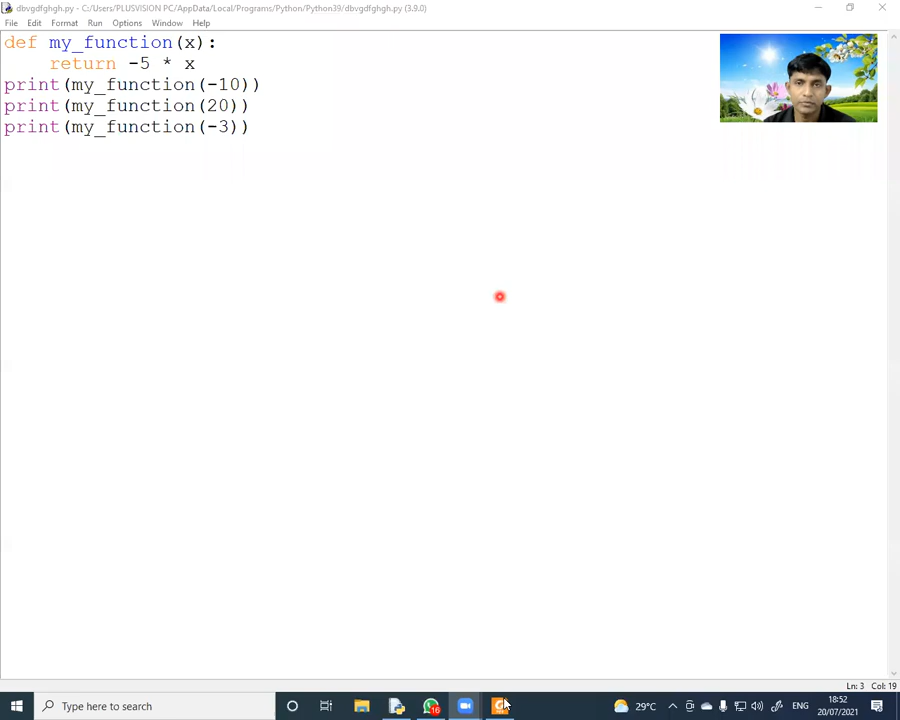 dbvgdfghgh.py - C:/Users/PLUSVISION PC/AppData/Local/Programs/Python/Python39/dbvgdfghgh.py (3.9.0)
File Edit Format Run Options Window Help
def my_function(x):
    return -5 * x
print(my_function(-10))
print(my_function(20))
print(my_function(-3))
Ln: 3 Col: 19
Type here to search
16
29°C
ENG
18:52
20/07/2021